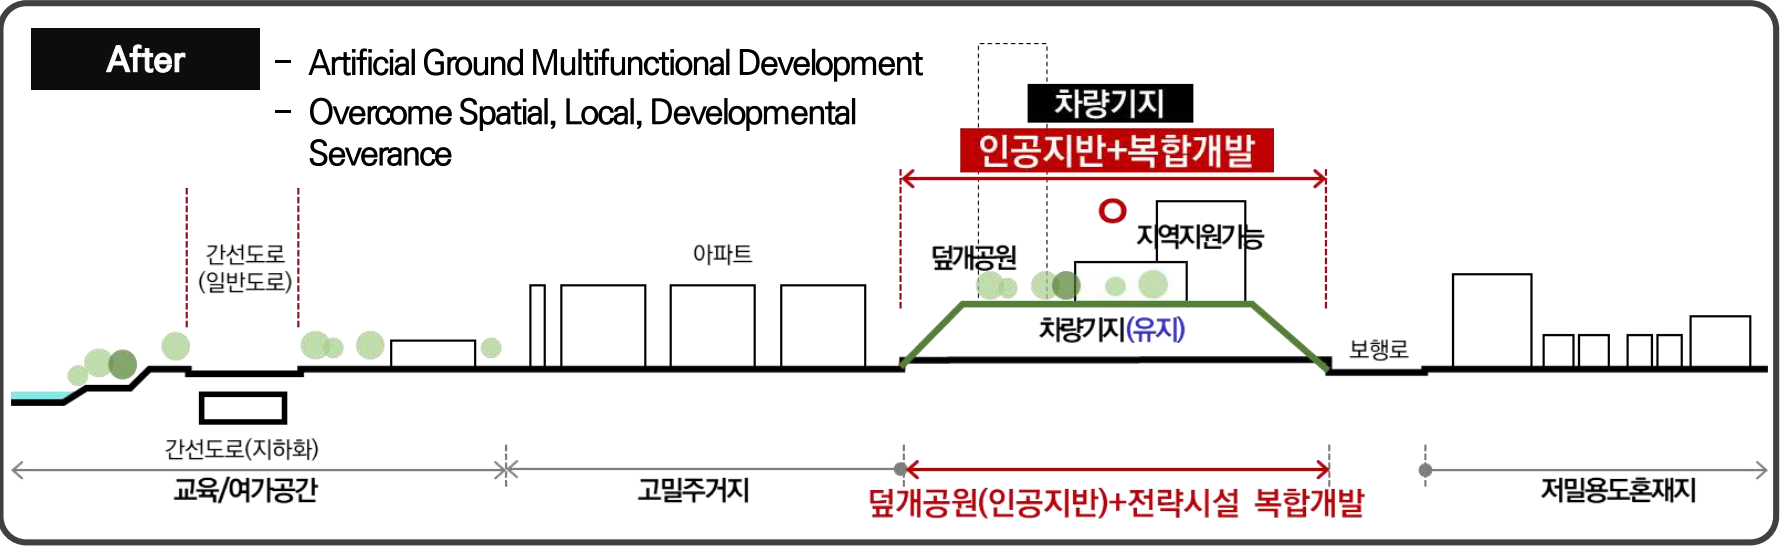 After
- Artificial Ground Multifunctional Development
- Overcome Spatial, Local, Developmental
Severance
차량기지
인공지반+복합개발
간선도로
(일반도로)
아파트
덮개공원
지역지원기능
차량기지(유지)
보행로
간선도로(지하화)
교육/여가공간
고밀주거지
덮개공원(인공지반)+전략시설 복합개발
저밀용도혼재지